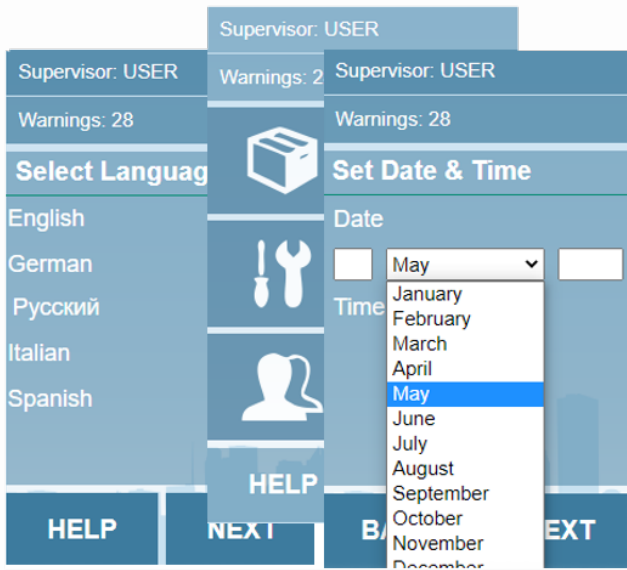 Supervisor: USER
Warnings: 28
Select Languag
English
German
Русский
Italian
Spanish
HELP
NEXT
Supervisor: USER
Warnings: 2
HELP
Supervisor: USER
Warnings: 28
Set Date & Time
Date
May
Time
January
February
March
April
May
June
July
August
September
October
November
December
BA
EXT